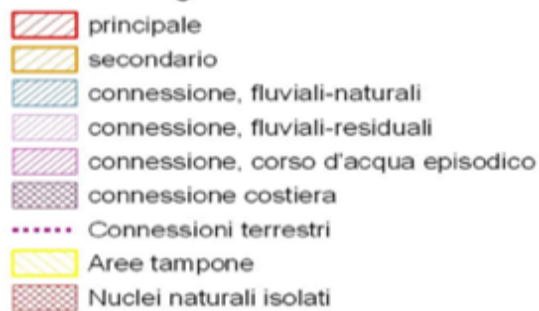 principale
secondario
connessione, fluviali-naturali
connessione, fluviali-residuali
connessione, corso d'acqua episodico
connessione costiera
Connessioni terrestri
Aree tampone
Nuclei naturali isolati